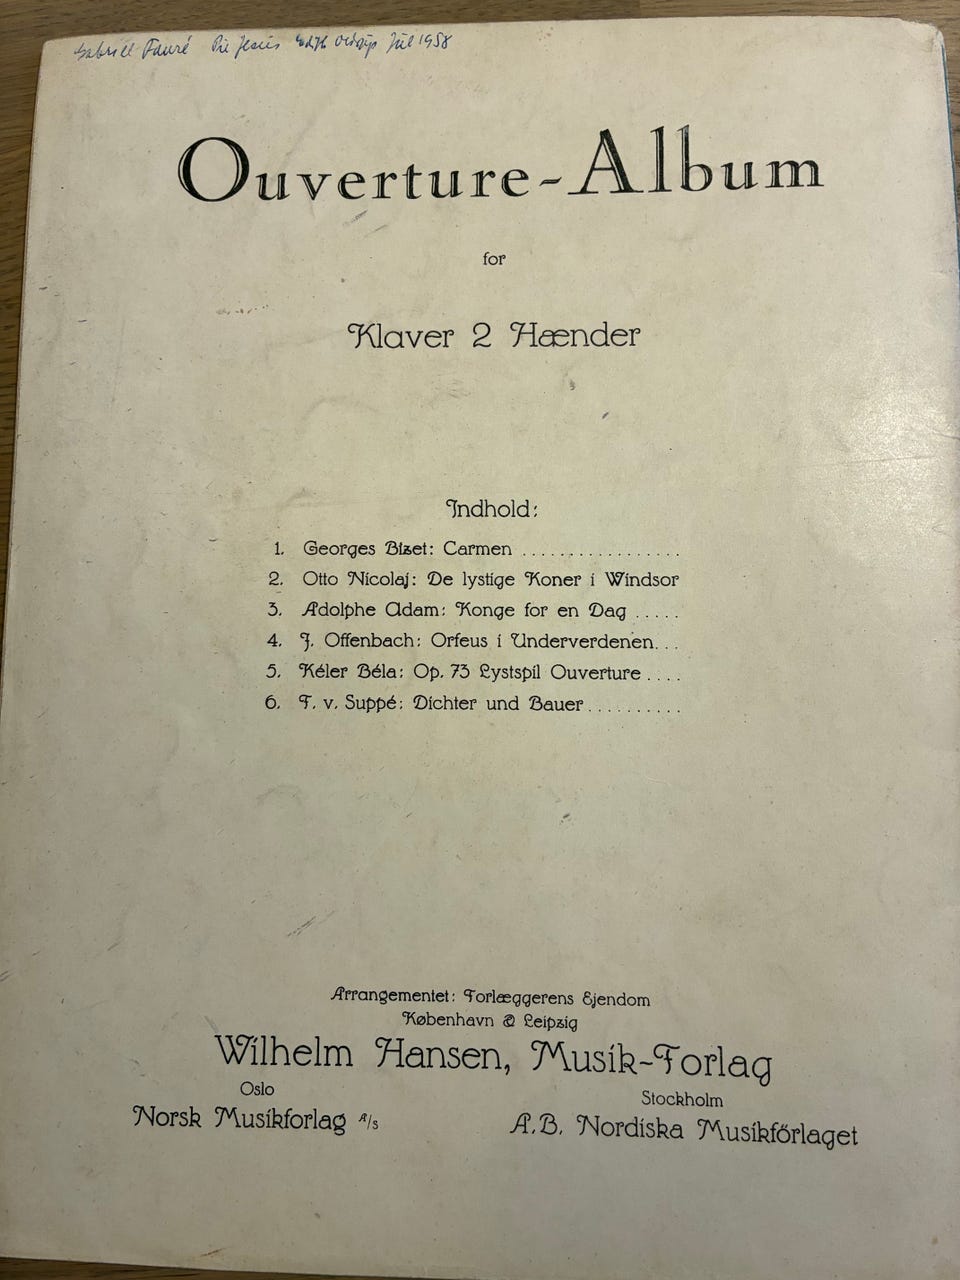 Gabriel Fauré Pie Jesus Jul 1958
Ouverture-Album
for
Klaver 2 Hænder
Indhold:
1. Georges Bizet: Carmen .................
2. Otto Nicolaj: De lystige Koner i Windsor
3. Adolphe Adam: Konge for en Dag .....
4. J. Offenbach: Orfeus i Underverdenen...
5. Kéler Béla: Op. 73 Lystspil Ouverture ....
6. F. v. Suppé: Dichter und Bauer ..........
Arrangementet: Forlæggerens Ejendom
København & Leipzig
Wilhelm Hansen, Musik-Forlag
Oslo
Norsk Musikforlag A/S
Stockholm
A.B. Nordiska Musikförlaget